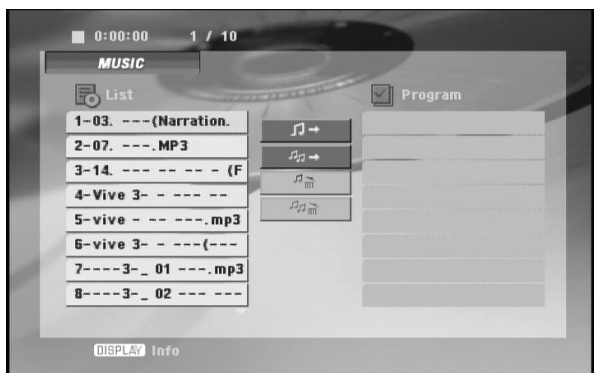 0:00:00 1 / 10
MUSIC
List
Program
1-03. ---(Narration.
2-07. ---.MP3
3-14. --- -- --- - (F
4-Vive 3- - --- --
5-vive - -- ---.mp3
6-vive 3- - ---(---
7----3-_ 01 ---.mp3
8----3-_ 02 --- ---
DISPLAY Info